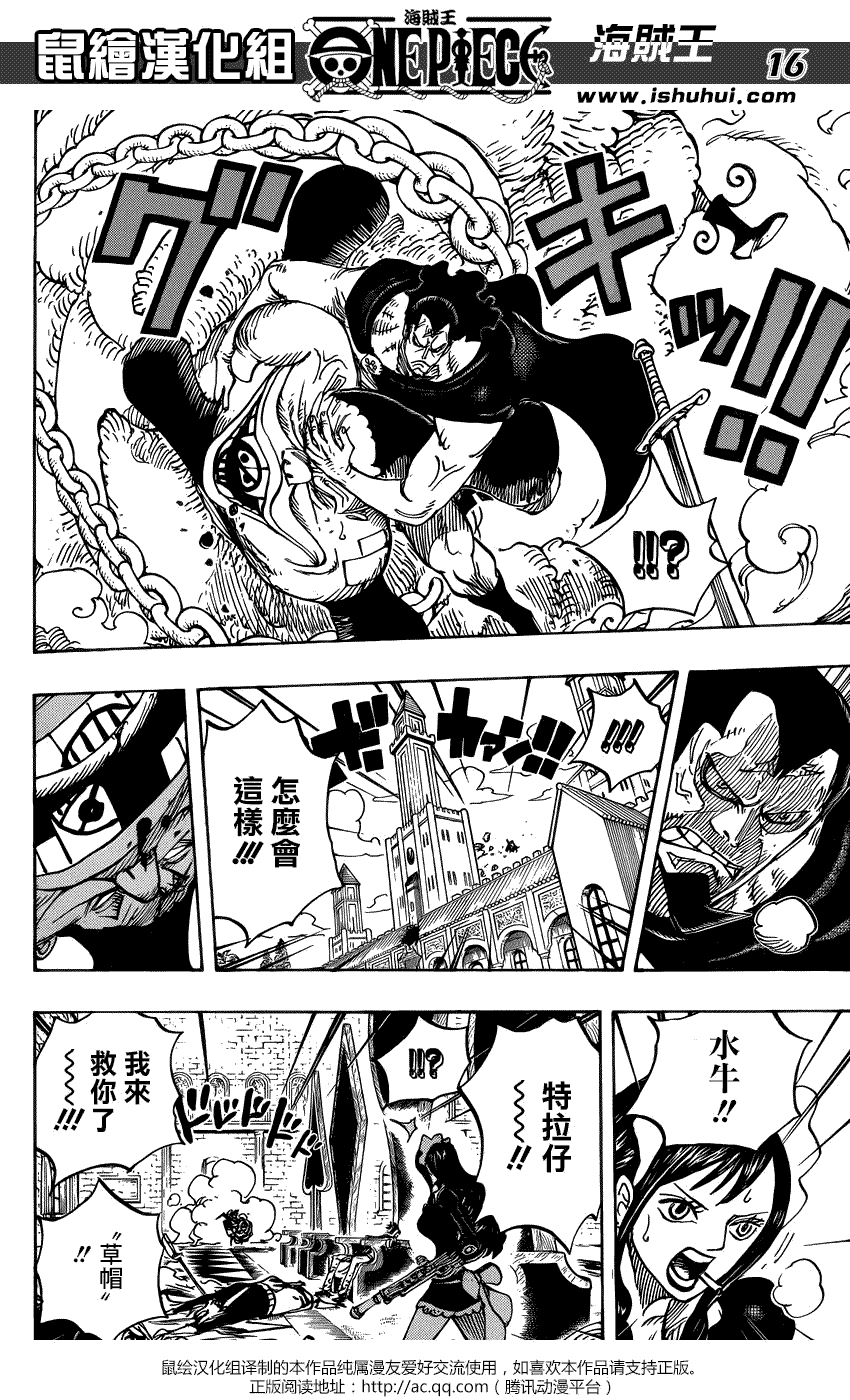 鼠繪漢化組
海賊王
ONE PIECE
海賊王
16
www.ishuhui.com
グキッ!!
!!?
!!!
ガァン!!
ドゴ
怎麼會
這樣!!!
水牛!!
特拉仔
~~!!
!!?
ドドドドドド
我來
救你了
~~~!!!
“草帽”
!!
鼠绘汉化组译制的本作品纯属漫友爱好交流使用，如喜欢本作品请支持正版。
正版阅读地址：http://ac.qq.com（腾讯动漫平台）